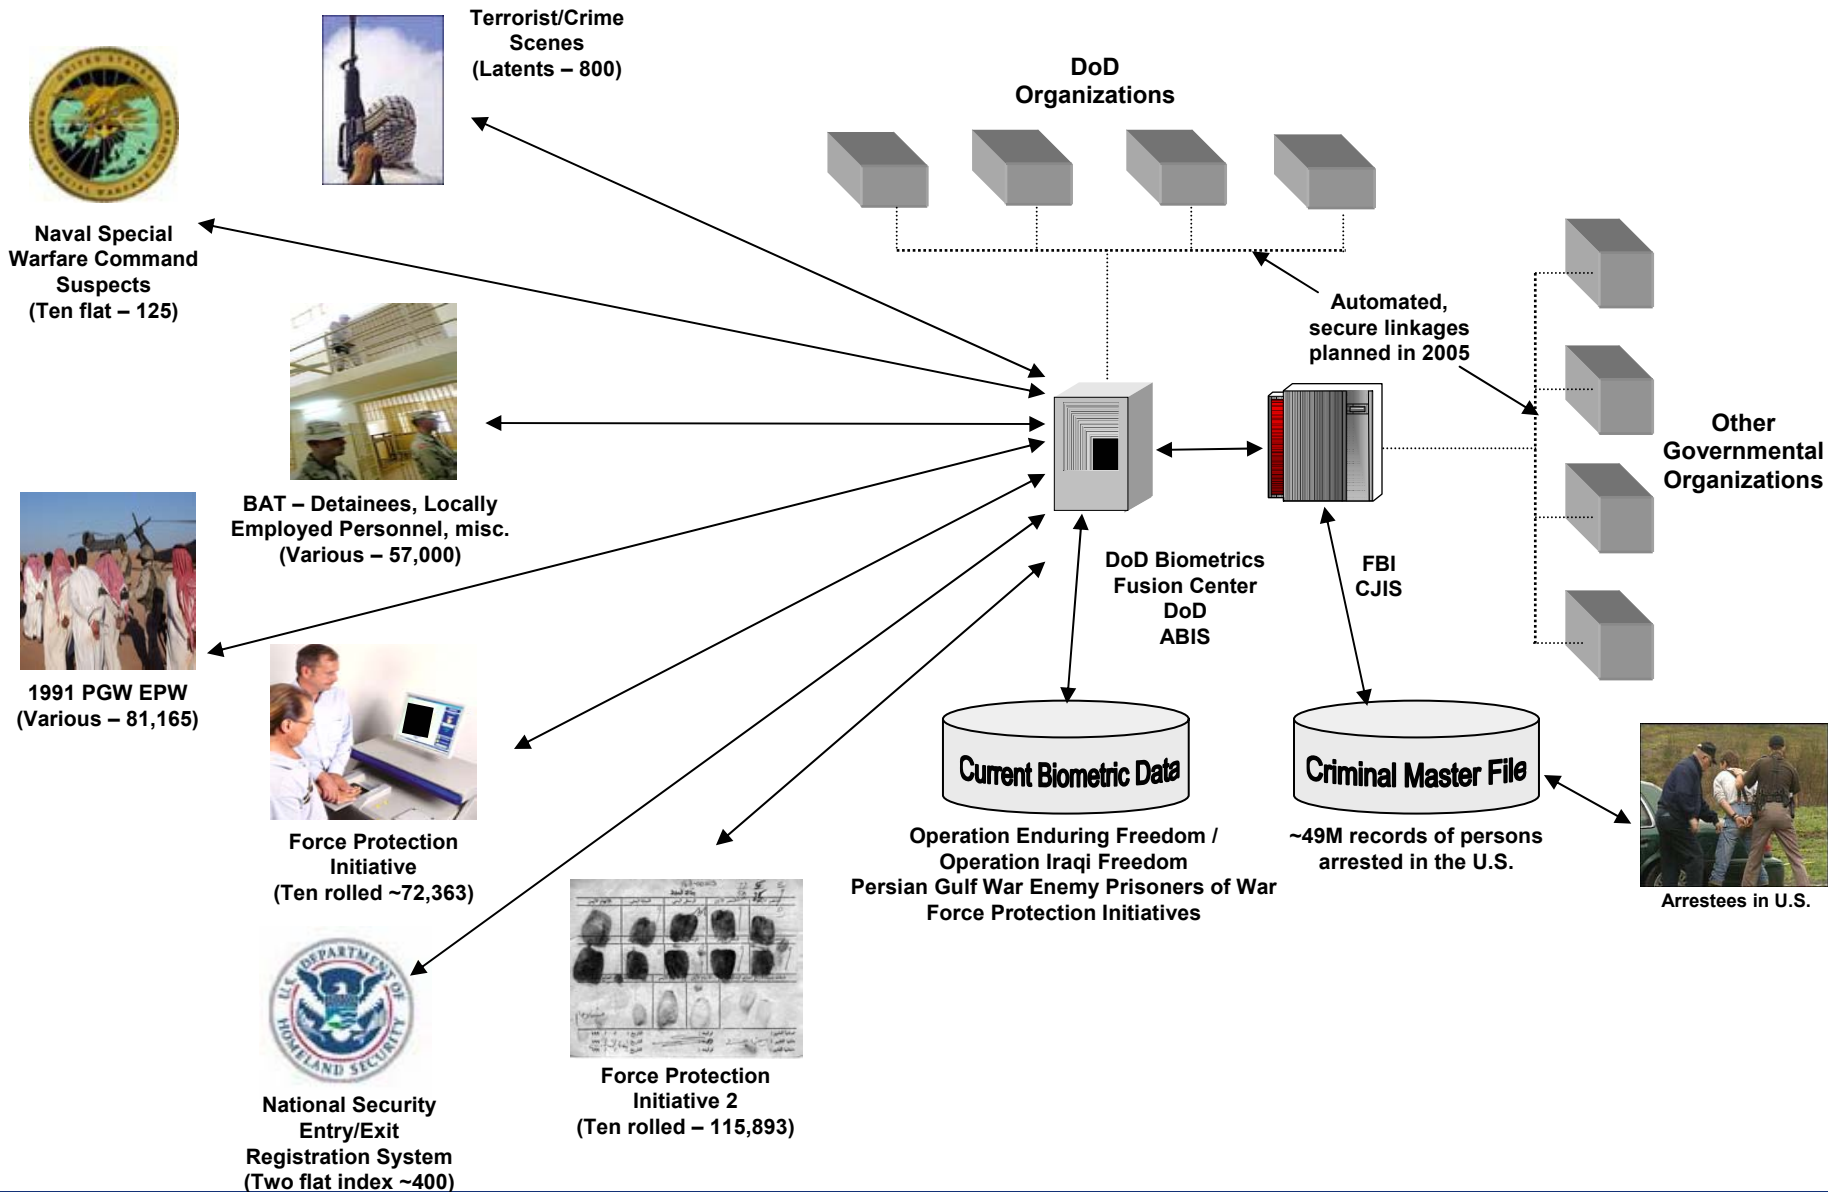 Terrorist/Crime
Scenes
(Latents – 800)
DoD
Organizations
Naval Special
Warfare Command
Suspects
(Ten flat – 125)
Automated,
secure linkages
planned in 2005
Other
Governmental
Organizations
BAT – Detainees, Locally
Employed Personnel, misc.
(Various – 57,000)
DoD Biometrics
Fusion Center
DoD
ABIS
FBI
CJIS
1991 PGW EPW
(Various – 81,165)
Current Biometric Data
Criminal Master File
Force Protection
Initiative
(Ten rolled ~72,363)
Operation Enduring Freedom /
Operation Iraqi Freedom
Persian Gulf War Enemy Prisoners of War
Force Protection Initiatives
~49M records of persons
arrested in the U.S.
Arrestees in U.S.
U.S. DEPARTMENT OF
HOMELAND SECURITY
National Security
Entry/Exit
Registration System
(Two flat index ~400)
Force Protection
Initiative 2
(Ten rolled – 115,893)